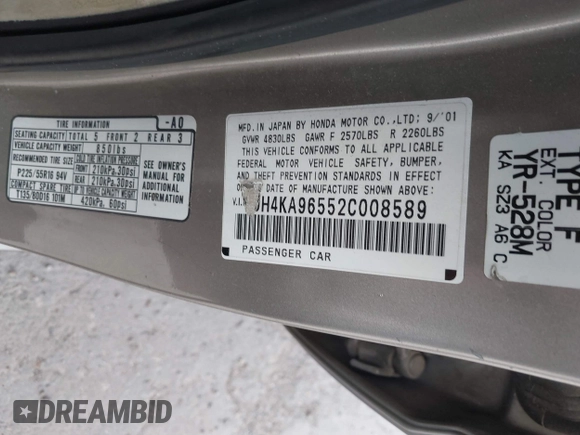 TIRE INFORMATION -A0
SEATING CAPACITY TOTAL 5 FRONT 2 REAR 3
VEHICLE CAPACITY WEIGHT 850lbs
RECOMMENDED TIRE SIZE COLD TIRE INFLATION PRESSURE
P225/55R16 94V FRONT 210kPa,30psi
REAR 210kPa,30psi
COMPACT SPARE
T135/80D16 101M 420kPa, 60psi
SEE OWNER'S MANUAL FOR ADDITIONAL INFORMATION
MFD.IN JAPAN BY HONDA MOTOR CO.,LTD; 9/'01
GVWR 4830LBS GAWR F 2570LBS R 2260LBS
THIS VEHICLE CONFORMS TO ALL APPLICABLE
FEDERAL MOTOR VEHICLE SAFETY, BUMPER,
AND THEFT PREVENTION STANDARDS IN EFFECT
ON DATE OF MANUFACTURE SHOWN ABOVE.
JH4KA96552C008589
PASSENGER CAR
TYPE F
EXT. COLOR
YR-528M
KA SZ3 A6 C
DREAMBID